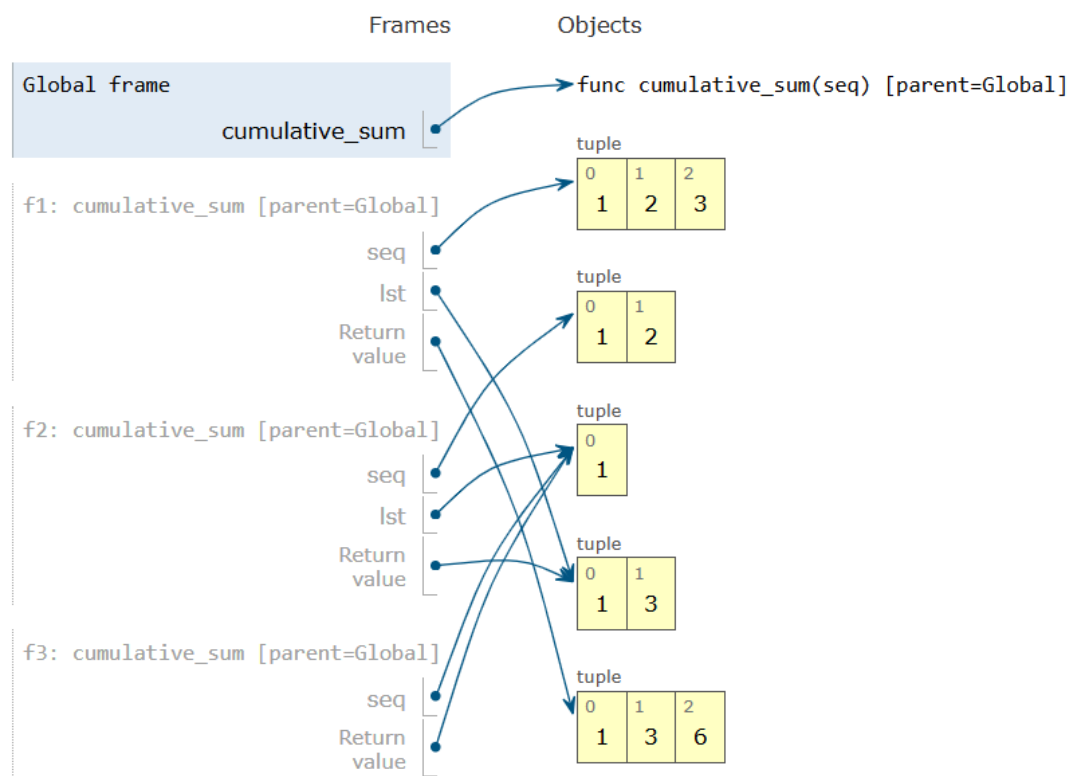 Frames Objects
Global frame
cumulative_sum
func cumulative_sum(seq) [parent=Global]
tuple
0 1 2
1 2 3
f1: cumulative_sum [parent=Global]
seq
lst
Return
value
tuple
0 1
1 2
f2: cumulative_sum [parent=Global]
seq
lst
Return
value
tuple
0
1
tuple
0 1
1 3
f3: cumulative_sum [parent=Global]
seq
Return
value
tuple
0 1 2
1 3 6